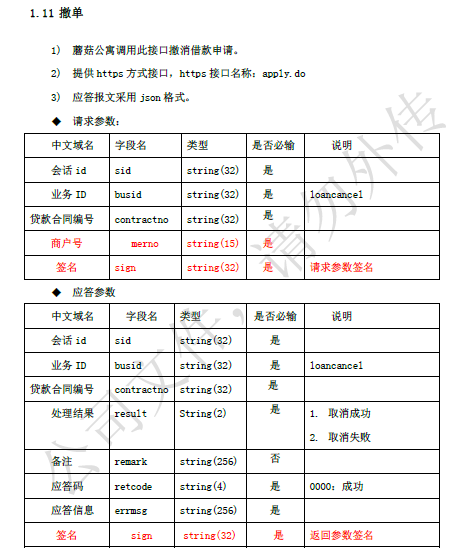 1.11 撤单
1) 蘑菇公寓调用此接口撤消借款申请。
2) 提供 https 方式接口，https 接口名称：apply.do
3) 应答报文采用 json 格式。
◆ 请求参数：
中文域名 字段名 类型 是否必输 说明
会话 id sid string(32) 是
业务 ID busid string(32) 是 loancancel
贷款合同编号 contractno string(32) 是
商户号 merno string(15) 是
签名 sign string(32) 是 请求参数签名
◆ 应答参数
中文域名 字段名 类型 是否必输 说明
会话 id sid string(32) 是
业务 ID busid string(32) 是 loancancel
贷款合同编号 contractno string(32) 是
处理结果 result String(2) 是 1. 取消成功
2. 取消失败
备注 remark string(256) 否
应答码 retcode string(4) 是 0000：成功
应答信息 errmsg string(256) 是
签名 sign string(32) 是 返回参数签名
公司文件，请勿外传